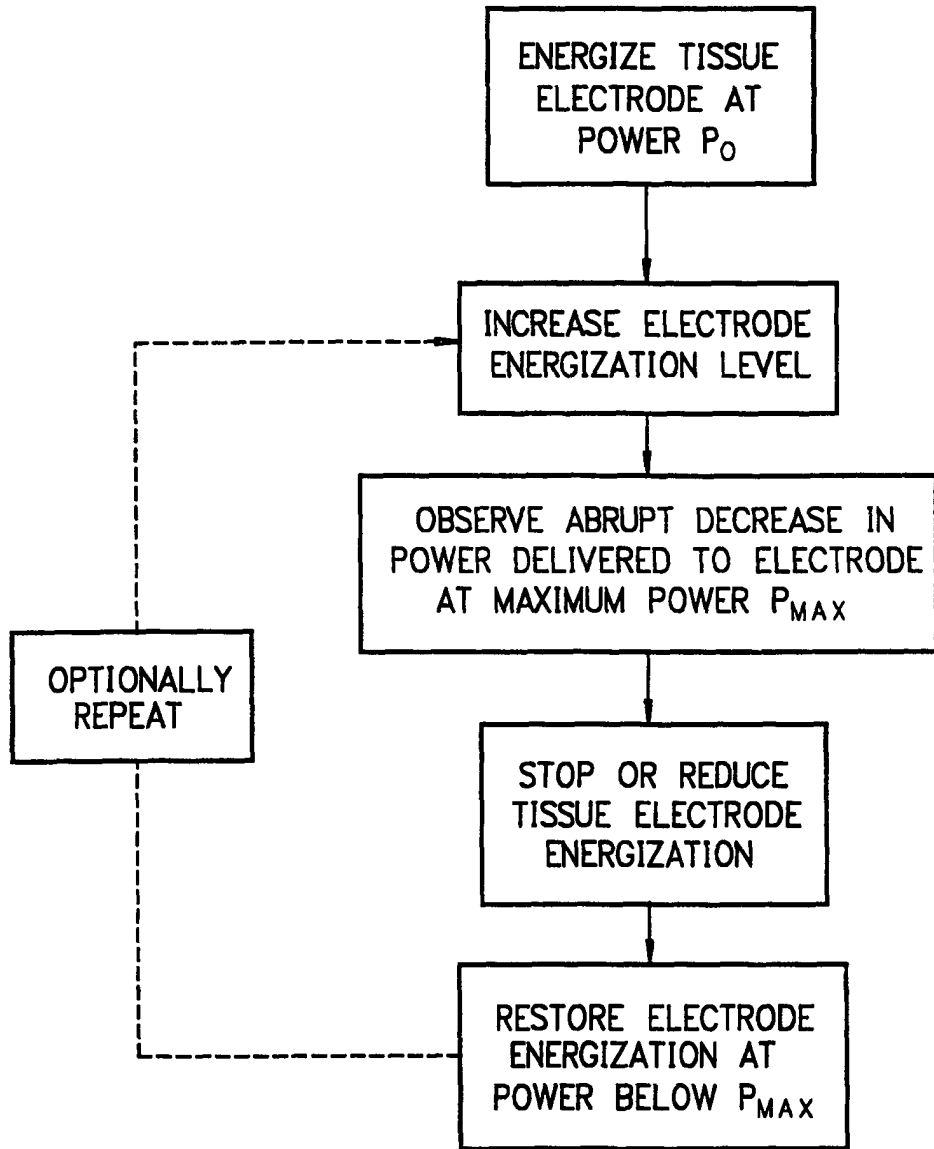 ENERGIZE TISSUE
ELECTRODE AT
POWER P₀
INCREASE ELECTRODE
ENERGIZATION LEVEL
OBSERVE ABRUPT DECREASE IN
POWER DELIVERED TO ELECTRODE
AT MAXIMUM POWER PMAX
OPTIONALLY
REPEAT
STOP OR REDUCE
TISSUE ELECTRODE
ENERGIZATION
RESTORE ELECTRODE
ENERGIZATION AT
POWER BELOW PMAX